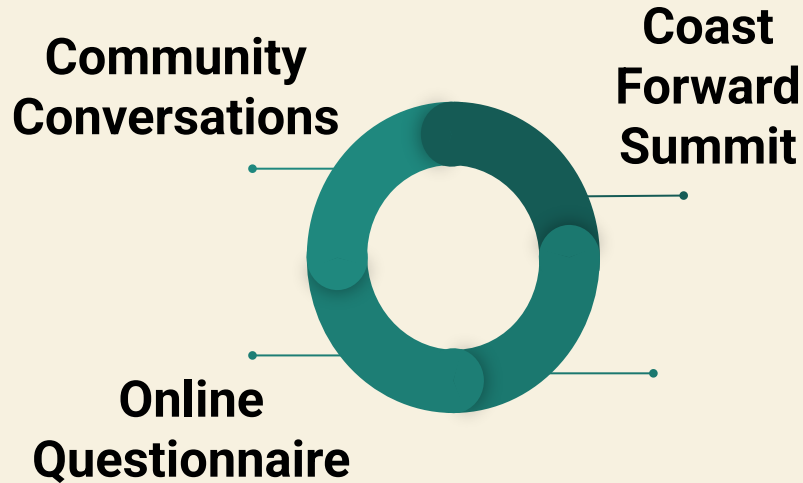 Community
Conversations
Coast
Forward
Summit
Online
Questionnaire